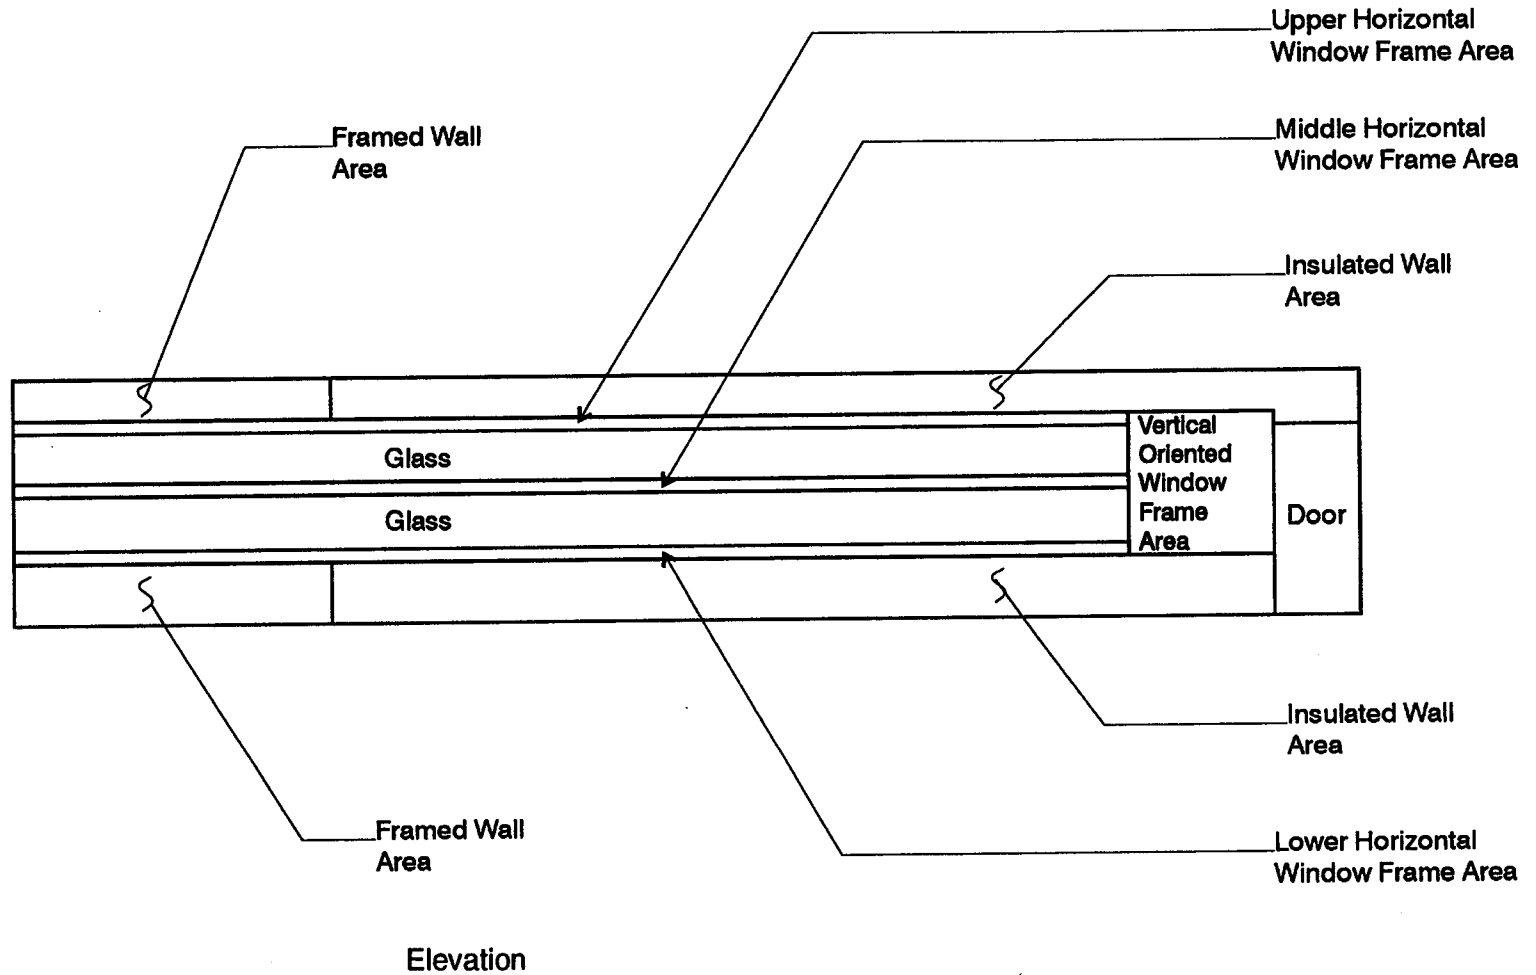 Upper Horizontal
Window Frame Area
Framed Wall
Area
Middle Horizontal
Window Frame Area
Insulated Wall
Area
Vertical
Oriented
Window
Frame
Area
Glass
Glass
Door
Insulated Wall
Area
Framed Wall
Area
Lower Horizontal
Window Frame Area
Elevation